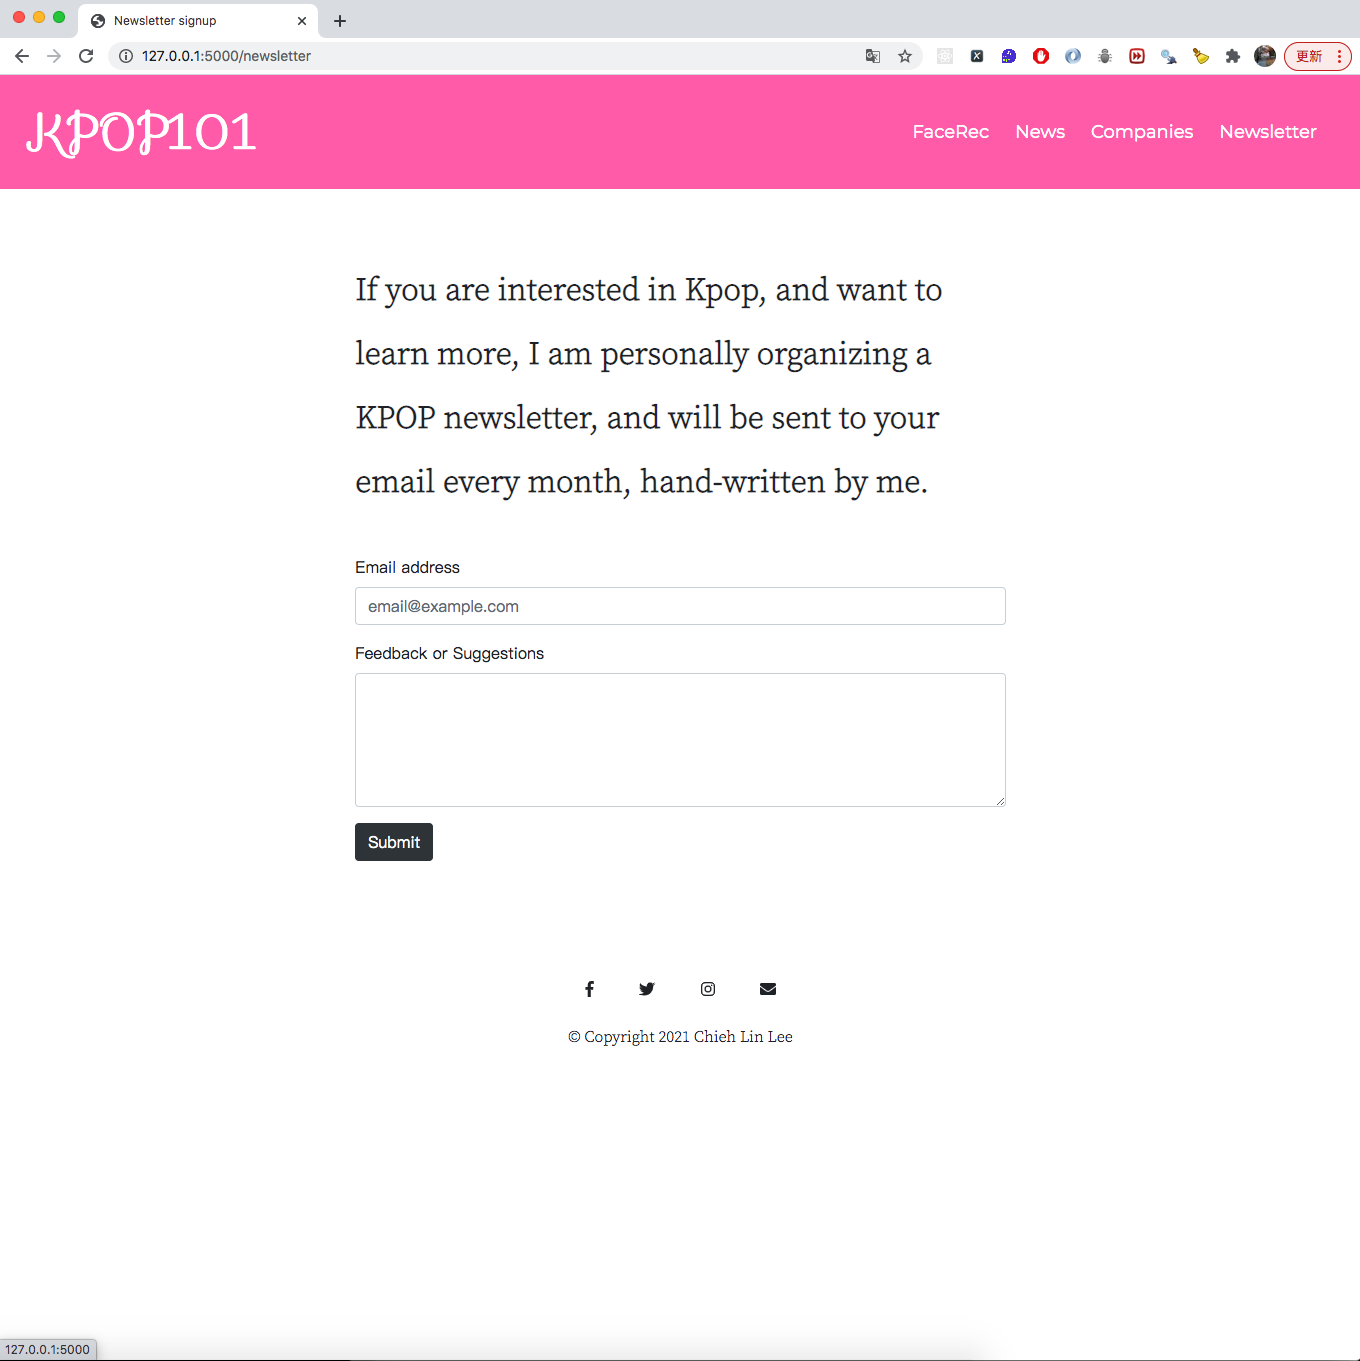 Newsletter signup
127.0.0.1:5000/newsletter
更新
KPOP101
FaceRec News Companies Newsletter
If you are interested in Kpop, and want to
learn more, I am personally organizing a
KPOP newsletter, and will be sent to your
email every month, hand-written by me.
Email address
email@example.com
Feedback or Suggestions
Submit
© Copyright 2021 Chieh Lin Lee
127.0.0.1:5000